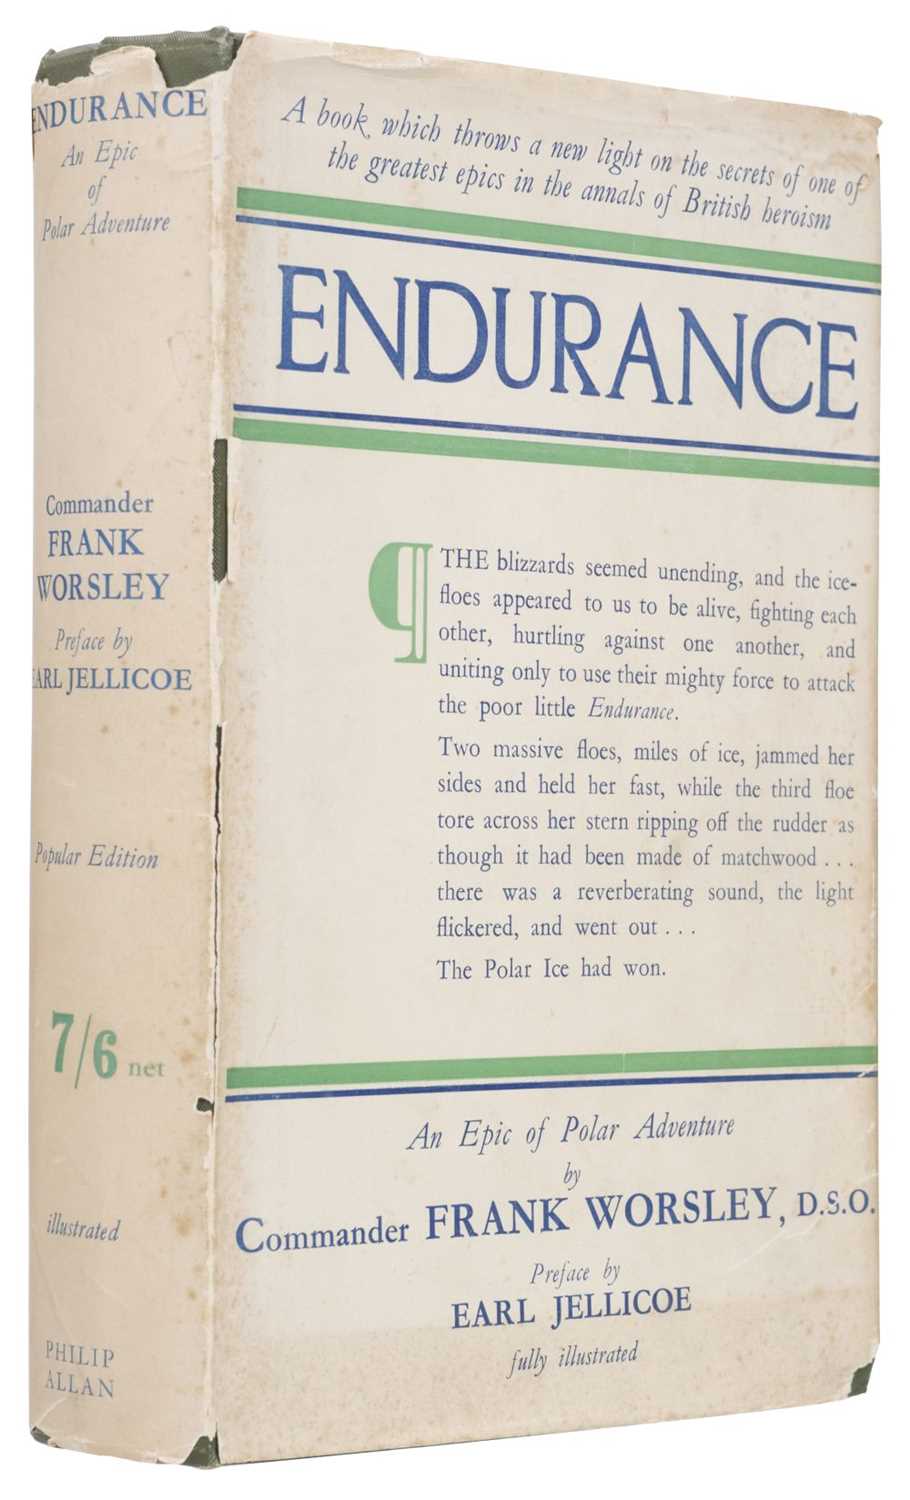 ENDURANCE
An Epic
of
Polar Adventure
Commander
FRANK
WORSLEY
Preface by
EARL JELLICOE
Popular Edition
7/6 net
illustrated
PHILIP
ALLAN
A book which throws a new light on the secrets of one of
the greatest epics in the annals of British heroism
ENDURANCE
¶ THE blizzards seemed unending, and the ice-
floes appeared to us to be alive, fighting each
other, hurtling against one another, and
uniting only to use their mighty force to attack
the poor little Endurance.
Two massive floes, miles of ice, jammed her
sides and held her fast, while the third floe
tore across her stern ripping off the rudder as
though it had been made of matchwood . . .
there was a reverberating sound, the light
flickered, and went out . . .
The Polar Ice had won.
An Epic of Polar Adventure
by
Commander FRANK WORSLEY, D.S.O.
Preface by
EARL JELLICOE
fully illustrated